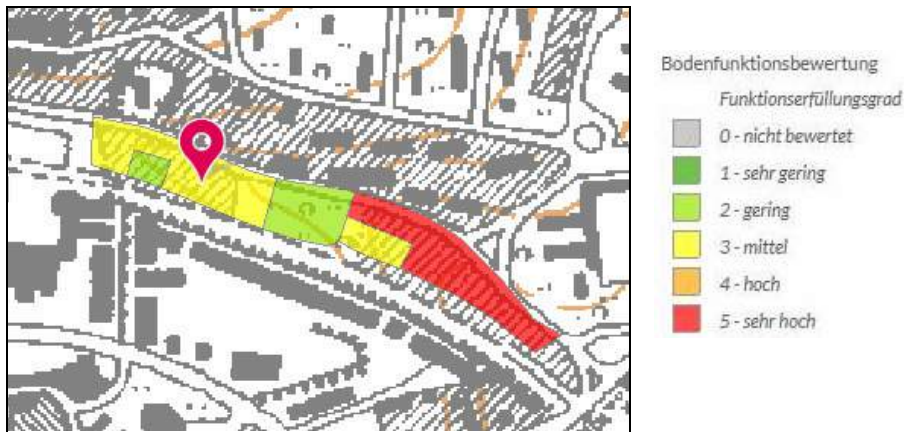 Bodenfunktionsbewertung
Funktionserfüllungsgrad
0 - nicht bewertet
1 - sehr gering
2 - gering
3 - mittel
4 - hoch
5 - sehr hoch